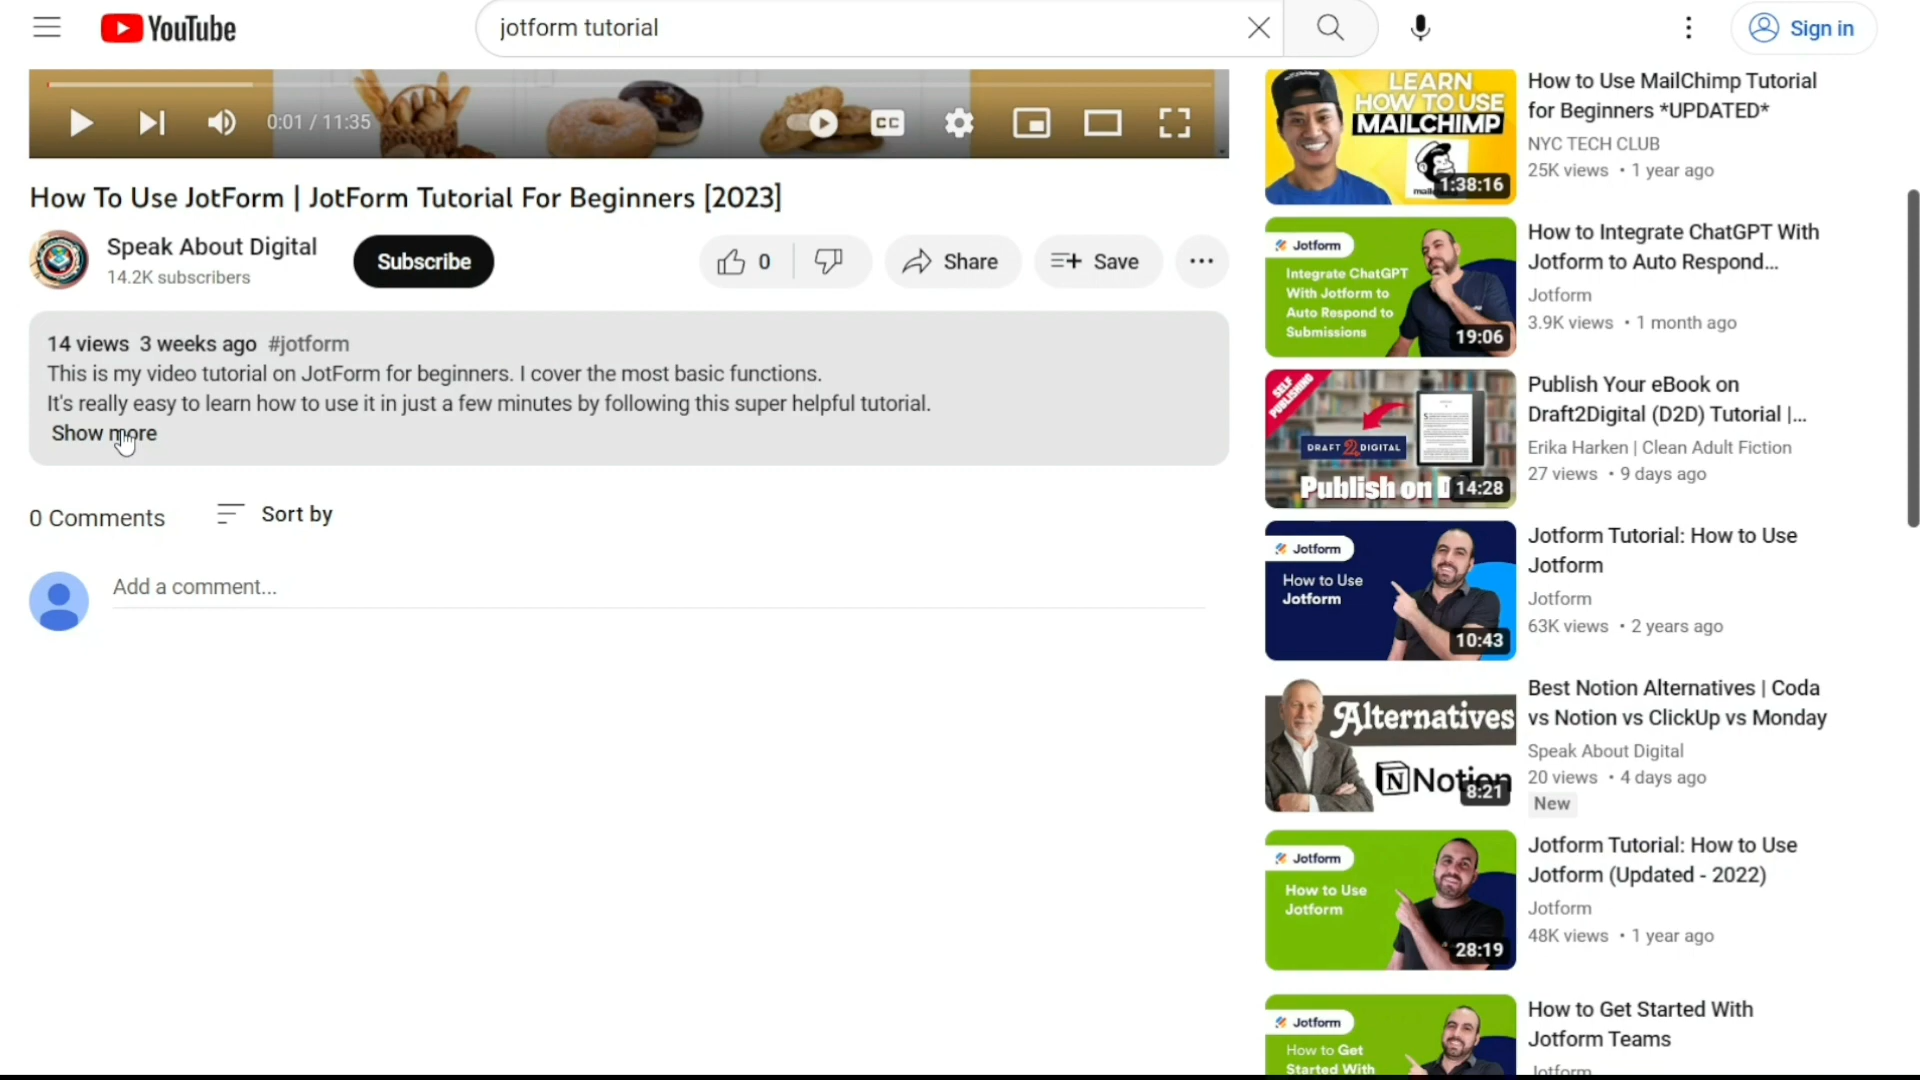 YouTube
jotform tutorial
Sign in
0:01 / 11:35
CC
How To Use JotForm | JotForm Tutorial For Beginners [2023]
Speak About Digital
14.2K subscribers
Subscribe
0
Share
Save
14 views 3 weeks ago #jotform
This is my video tutorial on JotForm for beginners. I cover the most basic functions.
It's really easy to learn how to use it in just a few minutes by following this super helpful tutorial.
Show more
0 Comments
Sort by
Add a comment...
LEARN
HOW TO USE
MAILCHIMP
1:38:16
How to Use MailChimp Tutorial
for Beginners *UPDATED*
NYC TECH CLUB
25K views • 1 year ago
Jotform
Integrate ChatGPT
With Jotform to
Auto Respond to
Submissions
19:06
How to Integrate ChatGPT With
Jotform to Auto Respond...
Jotform
3.9K views • 1 month ago
SELF
PUBLISHING
DRAFT 2 DIGITAL
Publish on D
14:28
Publish Your eBook on
Draft2Digital (D2D) Tutorial |...
Erika Harken | Clean Adult Fiction
27 views • 9 days ago
Jotform
How to Use
Jotform
10:43
Jotform Tutorial: How to Use
Jotform
Jotform
63K views • 2 years ago
Alternatives
Notion
8:21
Best Notion Alternatives | Coda
vs Notion vs ClickUp vs Monday
Speak About Digital
20 views • 4 days ago
New
Jotform
How to Use
Jotform
28:19
Jotform Tutorial: How to Use
Jotform (Updated - 2022)
Jotform
48K views • 1 year ago
Jotform
How to Get
Started With
How to Get Started With
Jotform Teams
Jotform